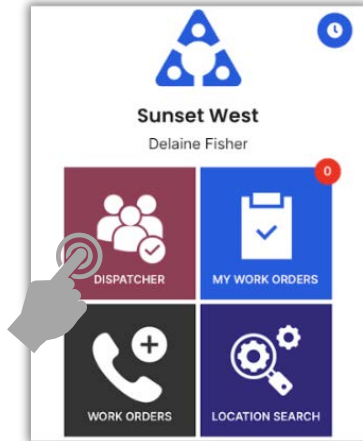 Sunset West
Delaine Fisher
0
DISPATCHER
MY WORK ORDERS
WORK ORDERS
LOCATION SEARCH